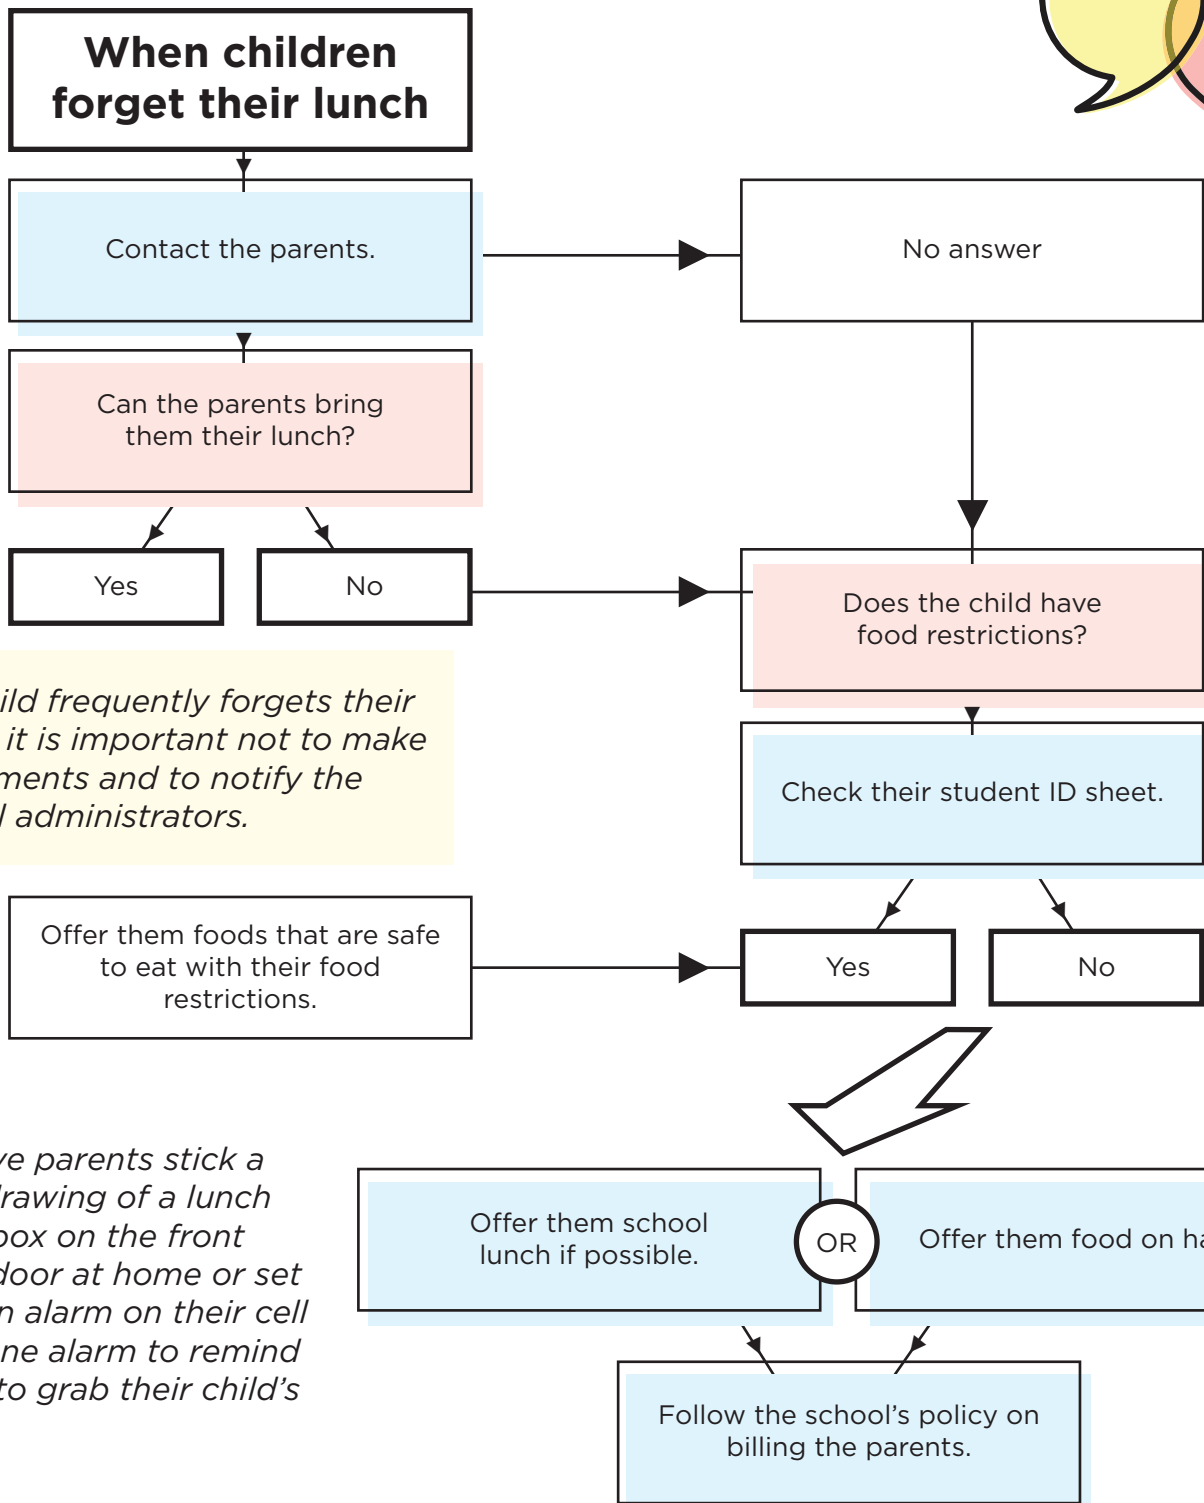 When children
forget their lunch
Contact the parents.
No answer
Can the parents bring
them their lunch?
Yes
No
Does the child have
food restrictions?
ild frequently forgets their
it is important not to make
ments and to notify the
l administrators.
Check their student ID sheet.
Offer them foods that are safe
to eat with their food
restrictions.
Yes
No
ve parents stick a
drawing of a lunch
box on the front
door at home or set
n alarm on their cell
ne alarm to remind
to grab their child's
Offer them school
lunch if possible.
OR
Offer them food on ha
Follow the school's policy on
billing the parents.